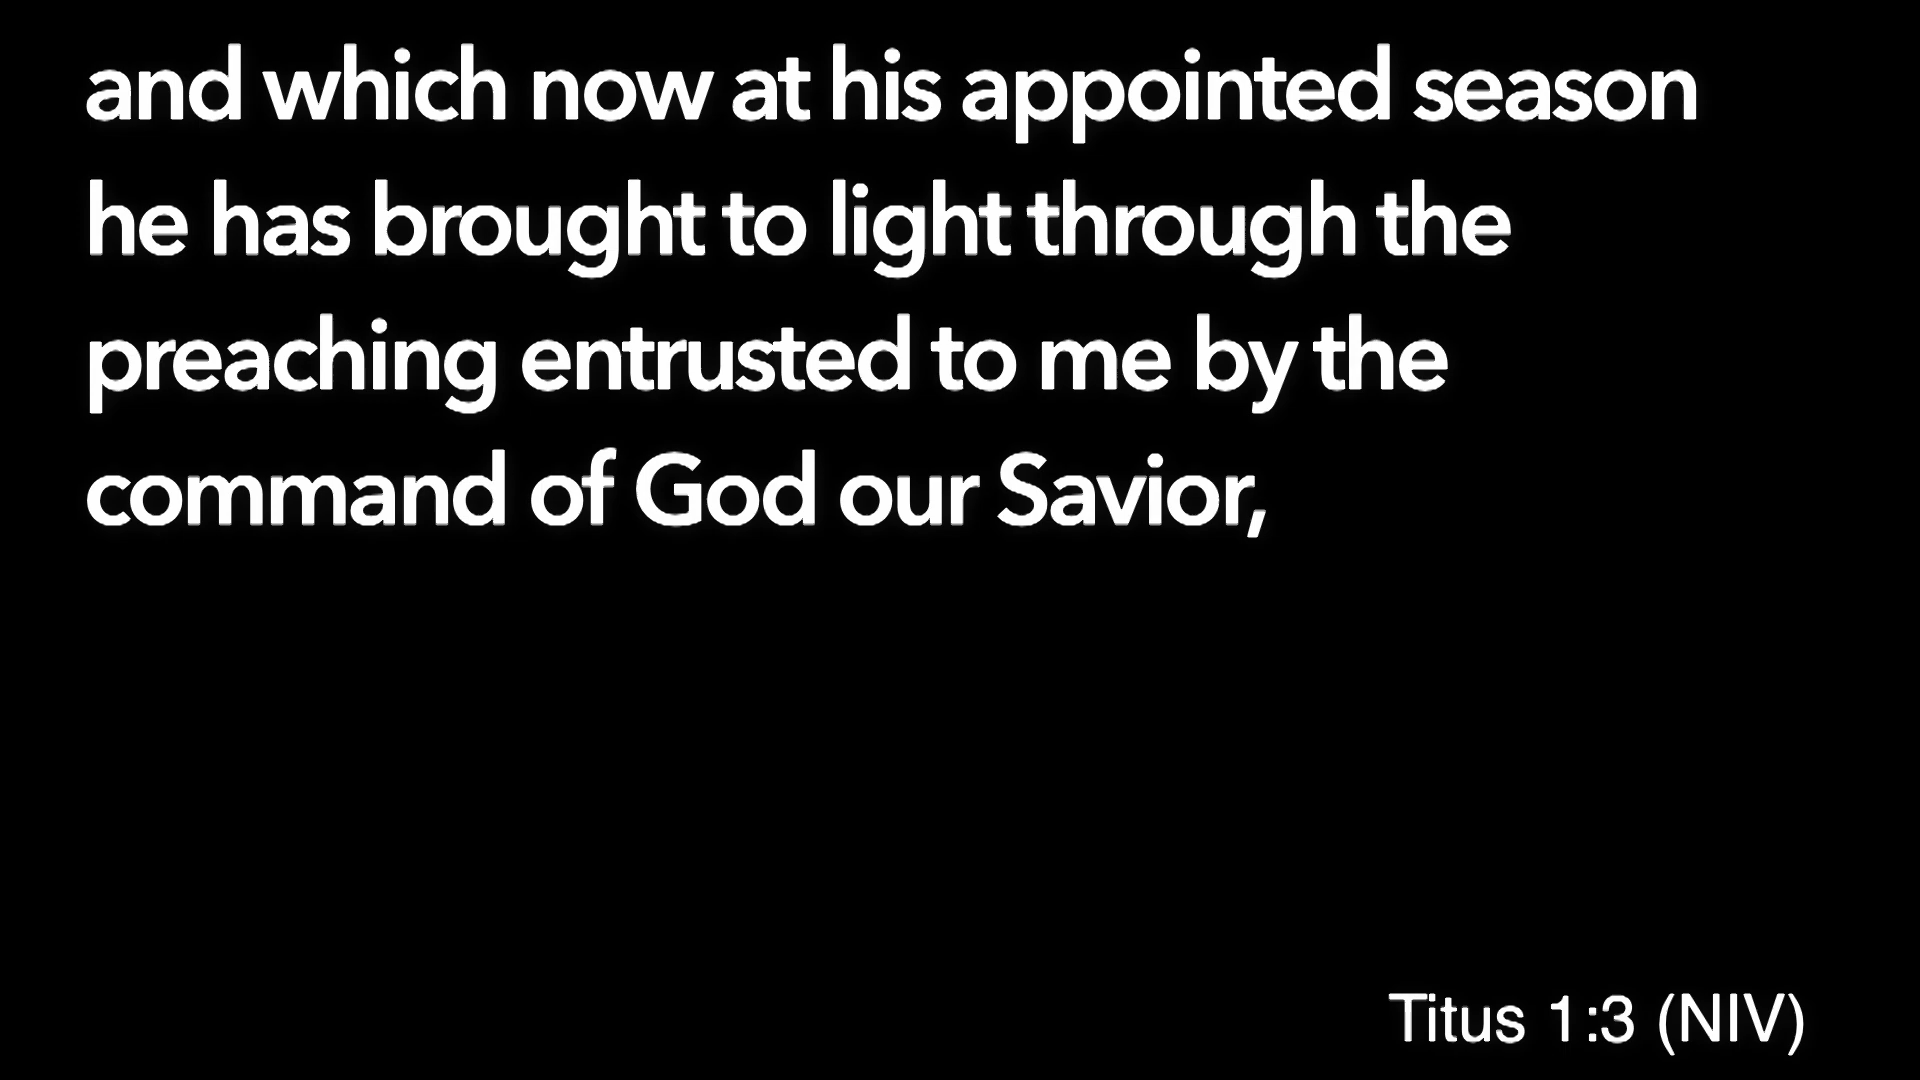 and which now at his appointed season
he has brought to light through the
preaching entrusted to me by the
command of God our Savior,
Titus 1:3 (NIV)